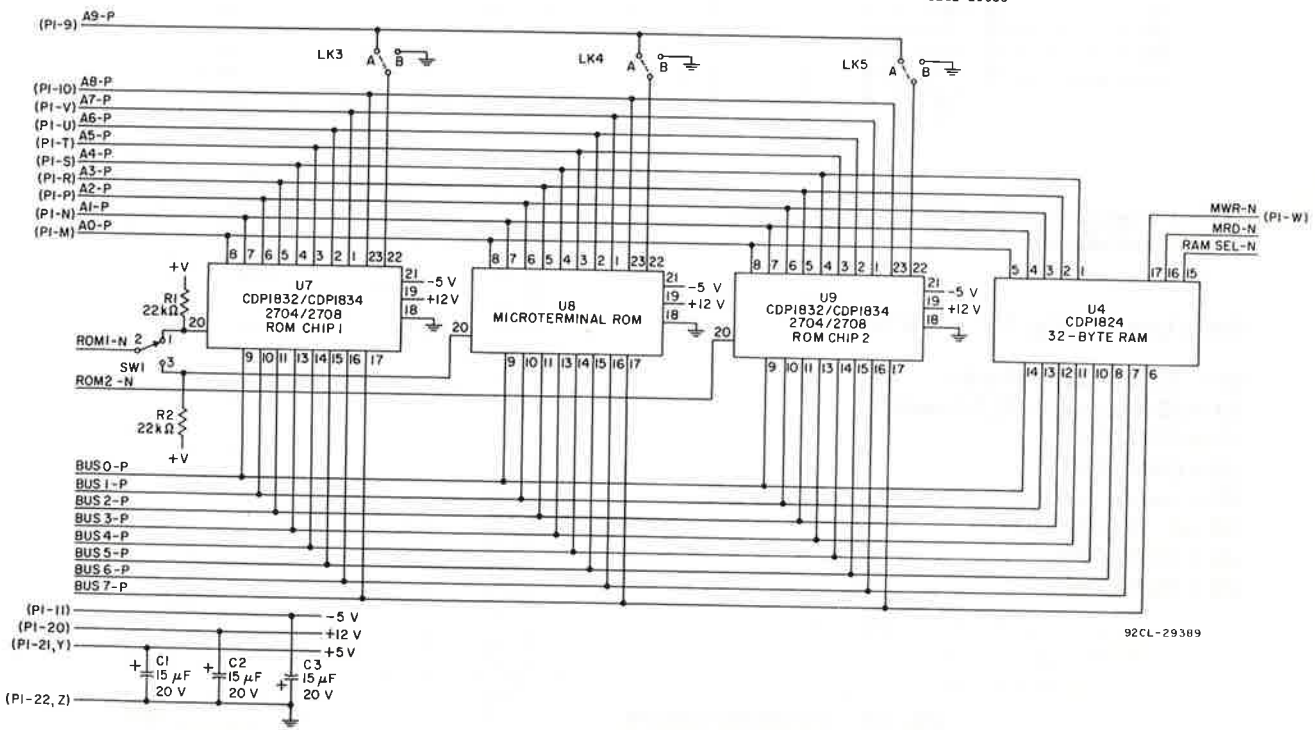 (P1-9) A9-P
LK3 A B
LK4 A B
LK5 A B
(P1-10) A8-P
(P1-V) A7-P
(P1-U) A6-P
(P1-T) A5-P
(P1-S) A4-P
(P1-R) A3-P
(P1-P) A2-P
(P1-N) A1-P
(P1-M) A0-P
MWR-N (P1-W)
MRD-N
RAM SEL-N
8 7 6 5 4 3 2 1 23 22
8 7 6 5 4 3 2 1 23 22
8 7 6 5 4 3 2 1 23 22
5 4 3 2 1 17 16 15
+V
R1
22kΩ
20
U7
CDP1832/CDP1834
2704/2708
ROM CHIP 1
21 -5 V
19 +12 V
18
20
U8
MICROTERMINAL ROM
21 -5 V
19 +12 V
18
20
U9
CDP1832/CDP1834
2704/2708
ROM CHIP 2
21 -5 V
19 +12 V
18
U4
CDP1824
32-BYTE RAM
ROM1-N 2 1
3
SW1
ROM2-N
9 10 11 13 14 15 16 17
9 10 11 13 14 15 16 17
9 10 11 13 14 15 16 17
14 13 12 11 10 8 7 6
R2
22kΩ
+V
BUS 0-P
BUS 1-P
BUS 2-P
BUS 3-P
BUS 4-P
BUS 5-P
BUS 6-P
BUS 7-P
(P1-11) -5 V
(P1-20) +12 V
(P1-21,Y) +5V
+ C1
15 µF
20 V
+ C2
15 µF
20 V
+ C3
15 µF
20 V
(P1-22,Z)
92CL-29389